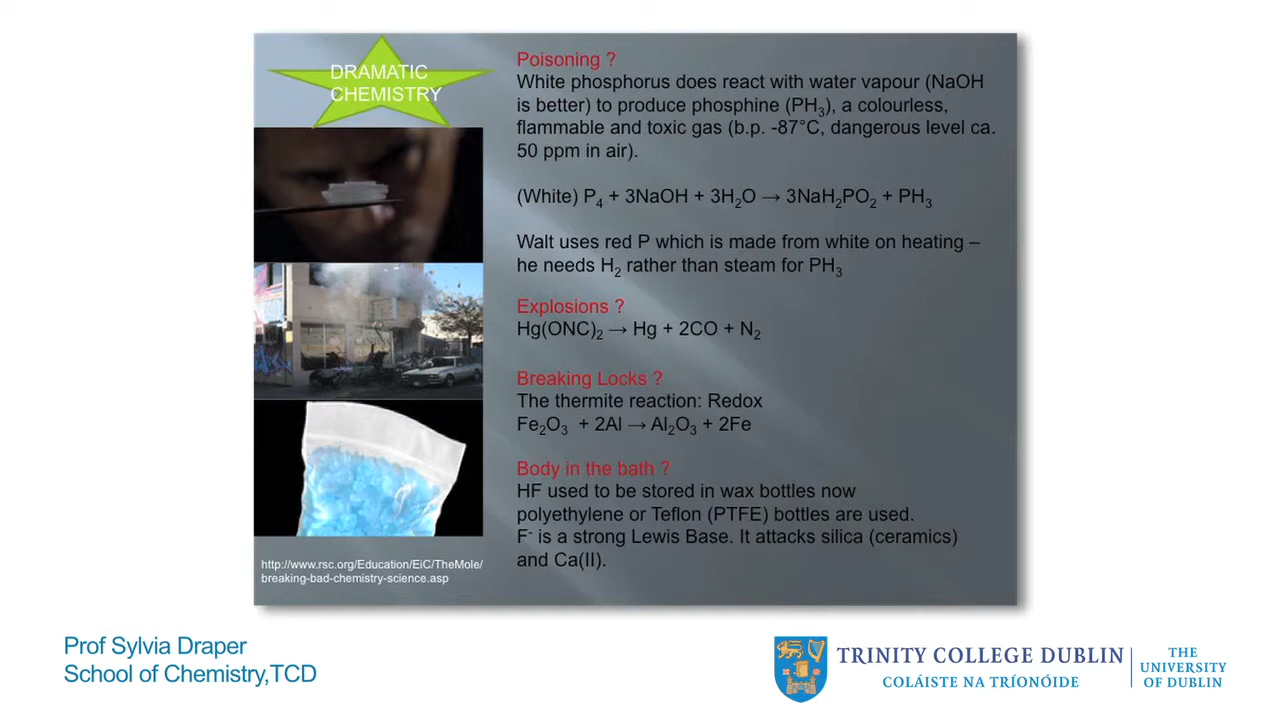 DRAMATIC
CHEMISTRY
Poisoning ?
White phosphorus does react with water vapour (NaOH
is better) to produce phosphine (PH₃), a colourless,
flammable and toxic gas (b.p. -87°C, dangerous level ca.
50 ppm in air).
(White) P₄ + 3NaOH + 3H₂O → 3NaH₂PO₂ + PH₃
Walt uses red P which is made from white on heating –
he needs H₂ rather than steam for PH₃
Explosions ?
Hg(ONC)₂ → Hg + 2CO + N₂
Breaking Locks ?
The thermite reaction: Redox
Fe₂O₃ + 2Al → Al₂O₃ + 2Fe
Body in the bath ?
HF used to be stored in wax bottles now
polyethylene or Teflon (PTFE) bottles are used.
F⁻ is a strong Lewis Base. It attacks silica (ceramics)
and Ca(II).
http://www.rsc.org/Education/EiC/TheMole/
breaking-bad-chemistry-science.asp
Prof Sylvia Draper
School of Chemistry,TCD
TRINITY COLLEGE DUBLIN
COLÁISTE NA TRÍONÓIDE
THE
UNIVERSITY
OF DUBLIN